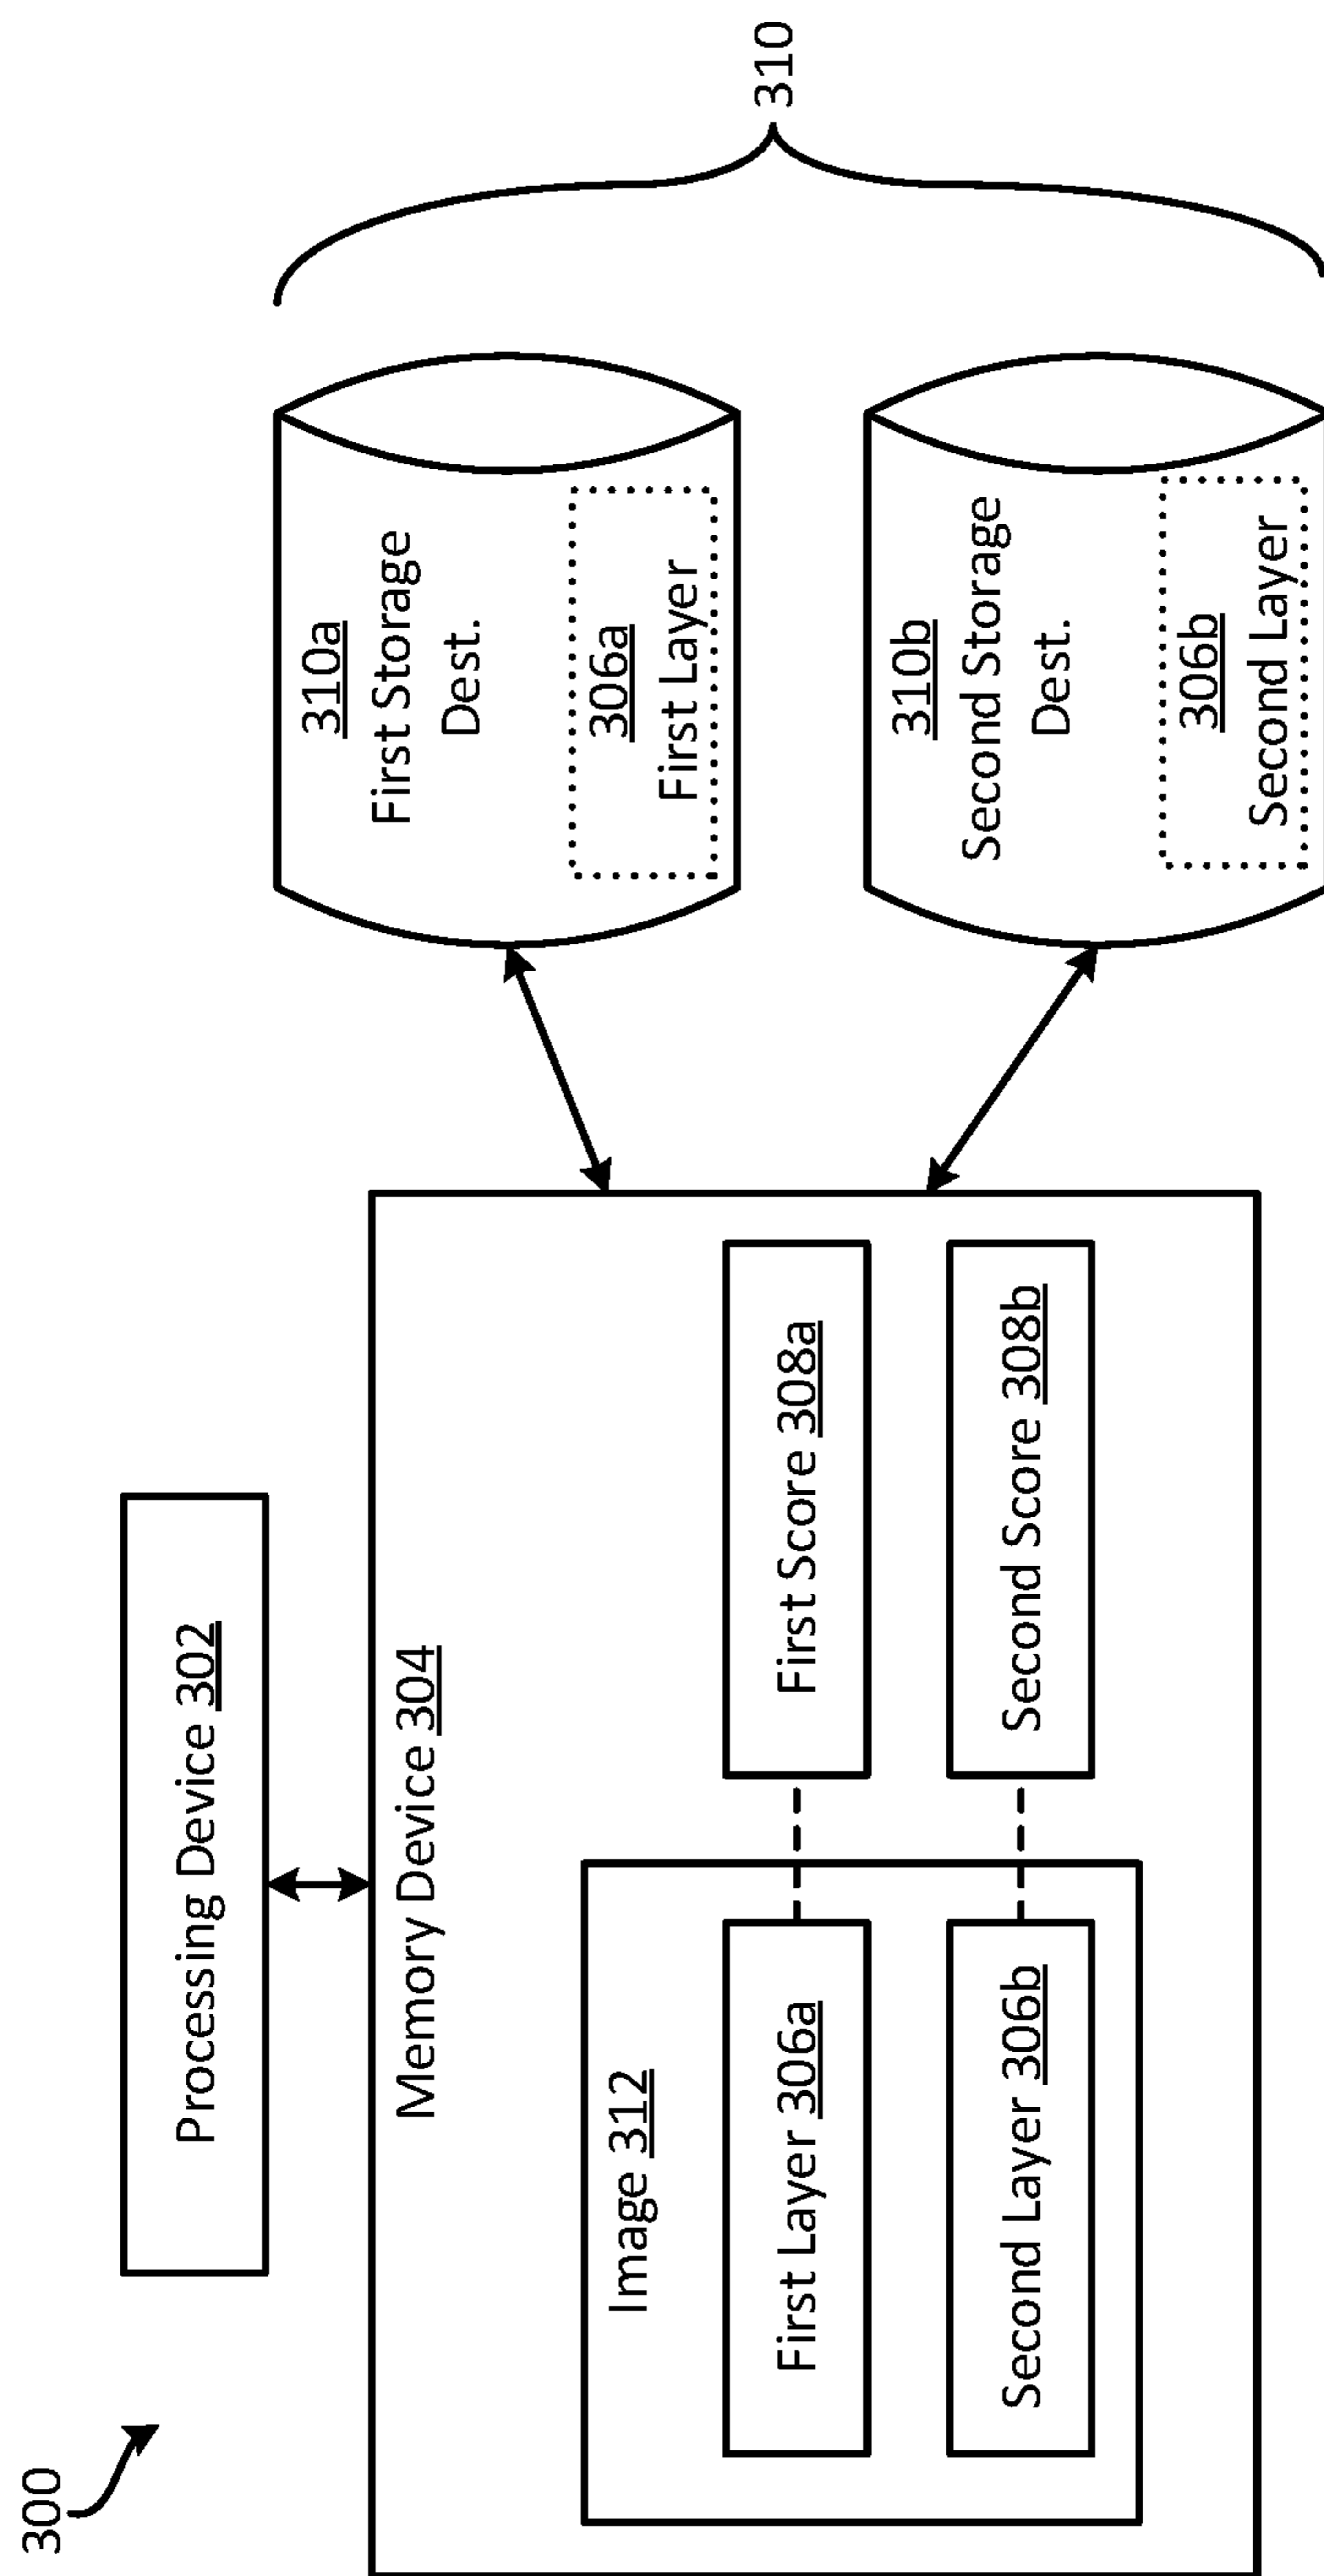 300
Processing Device 302
Memory Device 304
Image 312
First Layer 306a
Second Layer 306b
First Score 308a
Second Score 308b
310a
First Storage
Dest.
306a
First Layer
310b
Second Storage
Dest.
306b
Second Layer
310